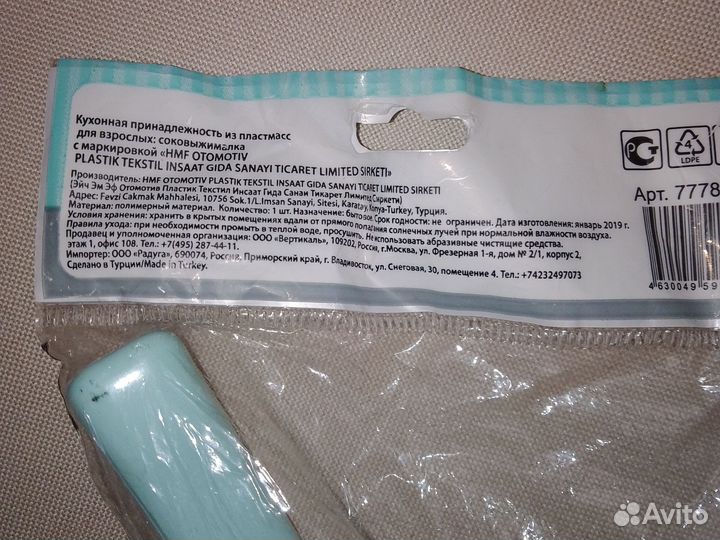 Кухонная принадлежность из пластмасс
для взрослых: соковыжималка
с маркировкой «HMF OTOMOTIV
PLASTIK TEKSTIL INSAAT GIDA SANAYI TICARET LIMITED SIRKETI»
Производитель: HMF OTOMOTIV PLASTIK TEKSTIL INSAAT GIDA SANAYI TICARET LIMITED SIRKETI
(Эйч Эм Эф Отомотив Пластик Текстил Инсаат Гида Санаи Тикарет Лимитед Сиркети)
Адрес: Fevzi Cakmak Mahhalesi, 10756 Sok.1/L.Imsan Sanayi, Sitesi, Karatay, Konya-Turkey, Турция.
Материал: полимерный материал. Количество: 1 шт. Назначение: бытовое. Срок годности: не ограничен. Дата изготовления: январь 2019 г.
Условия хранения: хранить в крытых помещениях вдали от прямого попадания солнечных лучей при нормальной влажности воздуха.
Правила ухода: при необходимости промыть в теплой воде, просушить. Не использовать абразивные чистящие средства.
Продавец и уполномоченная организация: ООО «Вертикаль», 109202, Россия, г.Москва, ул. Фрезерная 1-я, дом № 2/1, корпус 2,
этаж 1, офис 108. Тел.: +7(495) 287-44-11.
Импортер: ООО «Радуга», 690074, Россия, Приморский край, г. Владивосток, ул. Снеговая, 30, помещение 4. Тел.: +74232497073
Сделано в Турции/Made in Turkey.
4
LDPE
Арт. 7778
4 630049 59
Avito